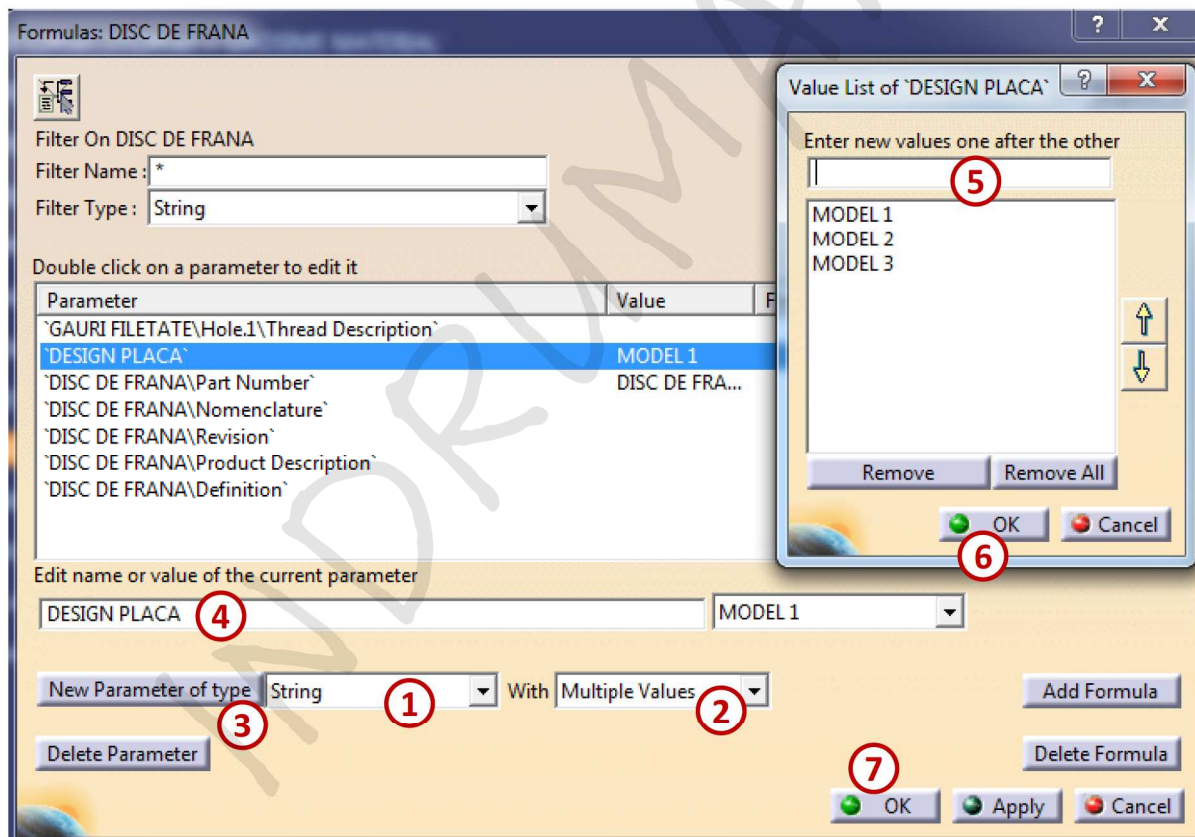 Formulas: DISC DE FRANA
Filter On DISC DE FRANA
Filter Name : *
Filter Type : String
Double click on a parameter to edit it
Parameter Value F
`GAURI FILETATE\Hole.1\Thread Description`
`DESIGN PLACA` MODEL 1
`DISC DE FRANA\Part Number` DISC DE FRA...
`DISC DE FRANA\Nomenclature`
`DISC DE FRANA\Revision`
`DISC DE FRANA\Product Description`
`DISC DE FRANA\Definition`
Edit name or value of the current parameter
DESIGN PLACA 4 MODEL 1
New Parameter of type String 1 With Multiple Values 2 Add Formula
3
Delete Parameter Delete Formula
7
OK Apply Cancel
Value List of `DESIGN PLACA`
Enter new values one after the other
5
MODEL 1
MODEL 2
MODEL 3
Remove Remove All
OK Cancel
6
INDRUMA